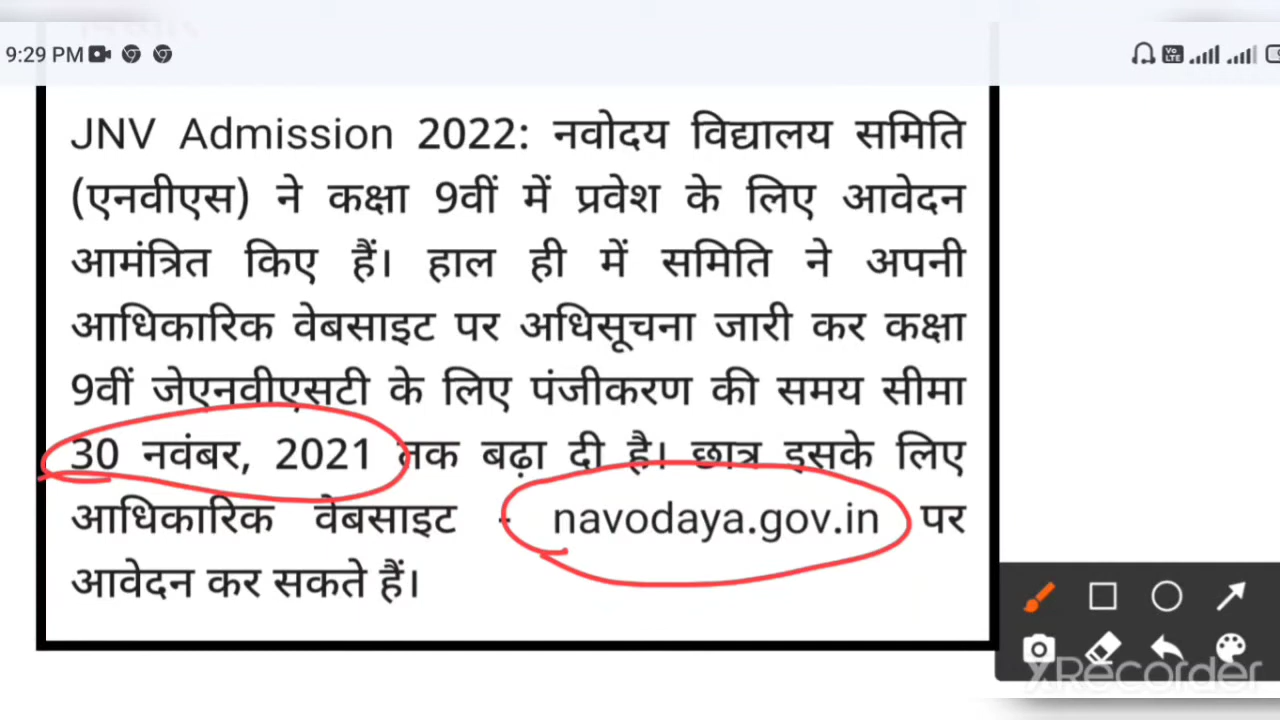 9:29 PM
Vo LTE
JNV Admission 2022: नवोदय विद्यालय समिति
(एनवीएस) ने कक्षा 9वीं में प्रवेश के लिए आवेदन
आमंत्रित किए हैं। हाल ही में समिति ने अपनी
आधिकारिक वेबसाइट पर अधिसूचना जारी कर कक्षा
9वीं जेएनवीएसटी के लिए पंजीकरण की समय सीमा
30 नवंबर, 2021 तक बढ़ा दी है। छात्र इसके लिए
आधिकारिक वेबसाइट - navodaya.gov.in पर
आवेदन कर सकते हैं।
XRecorder